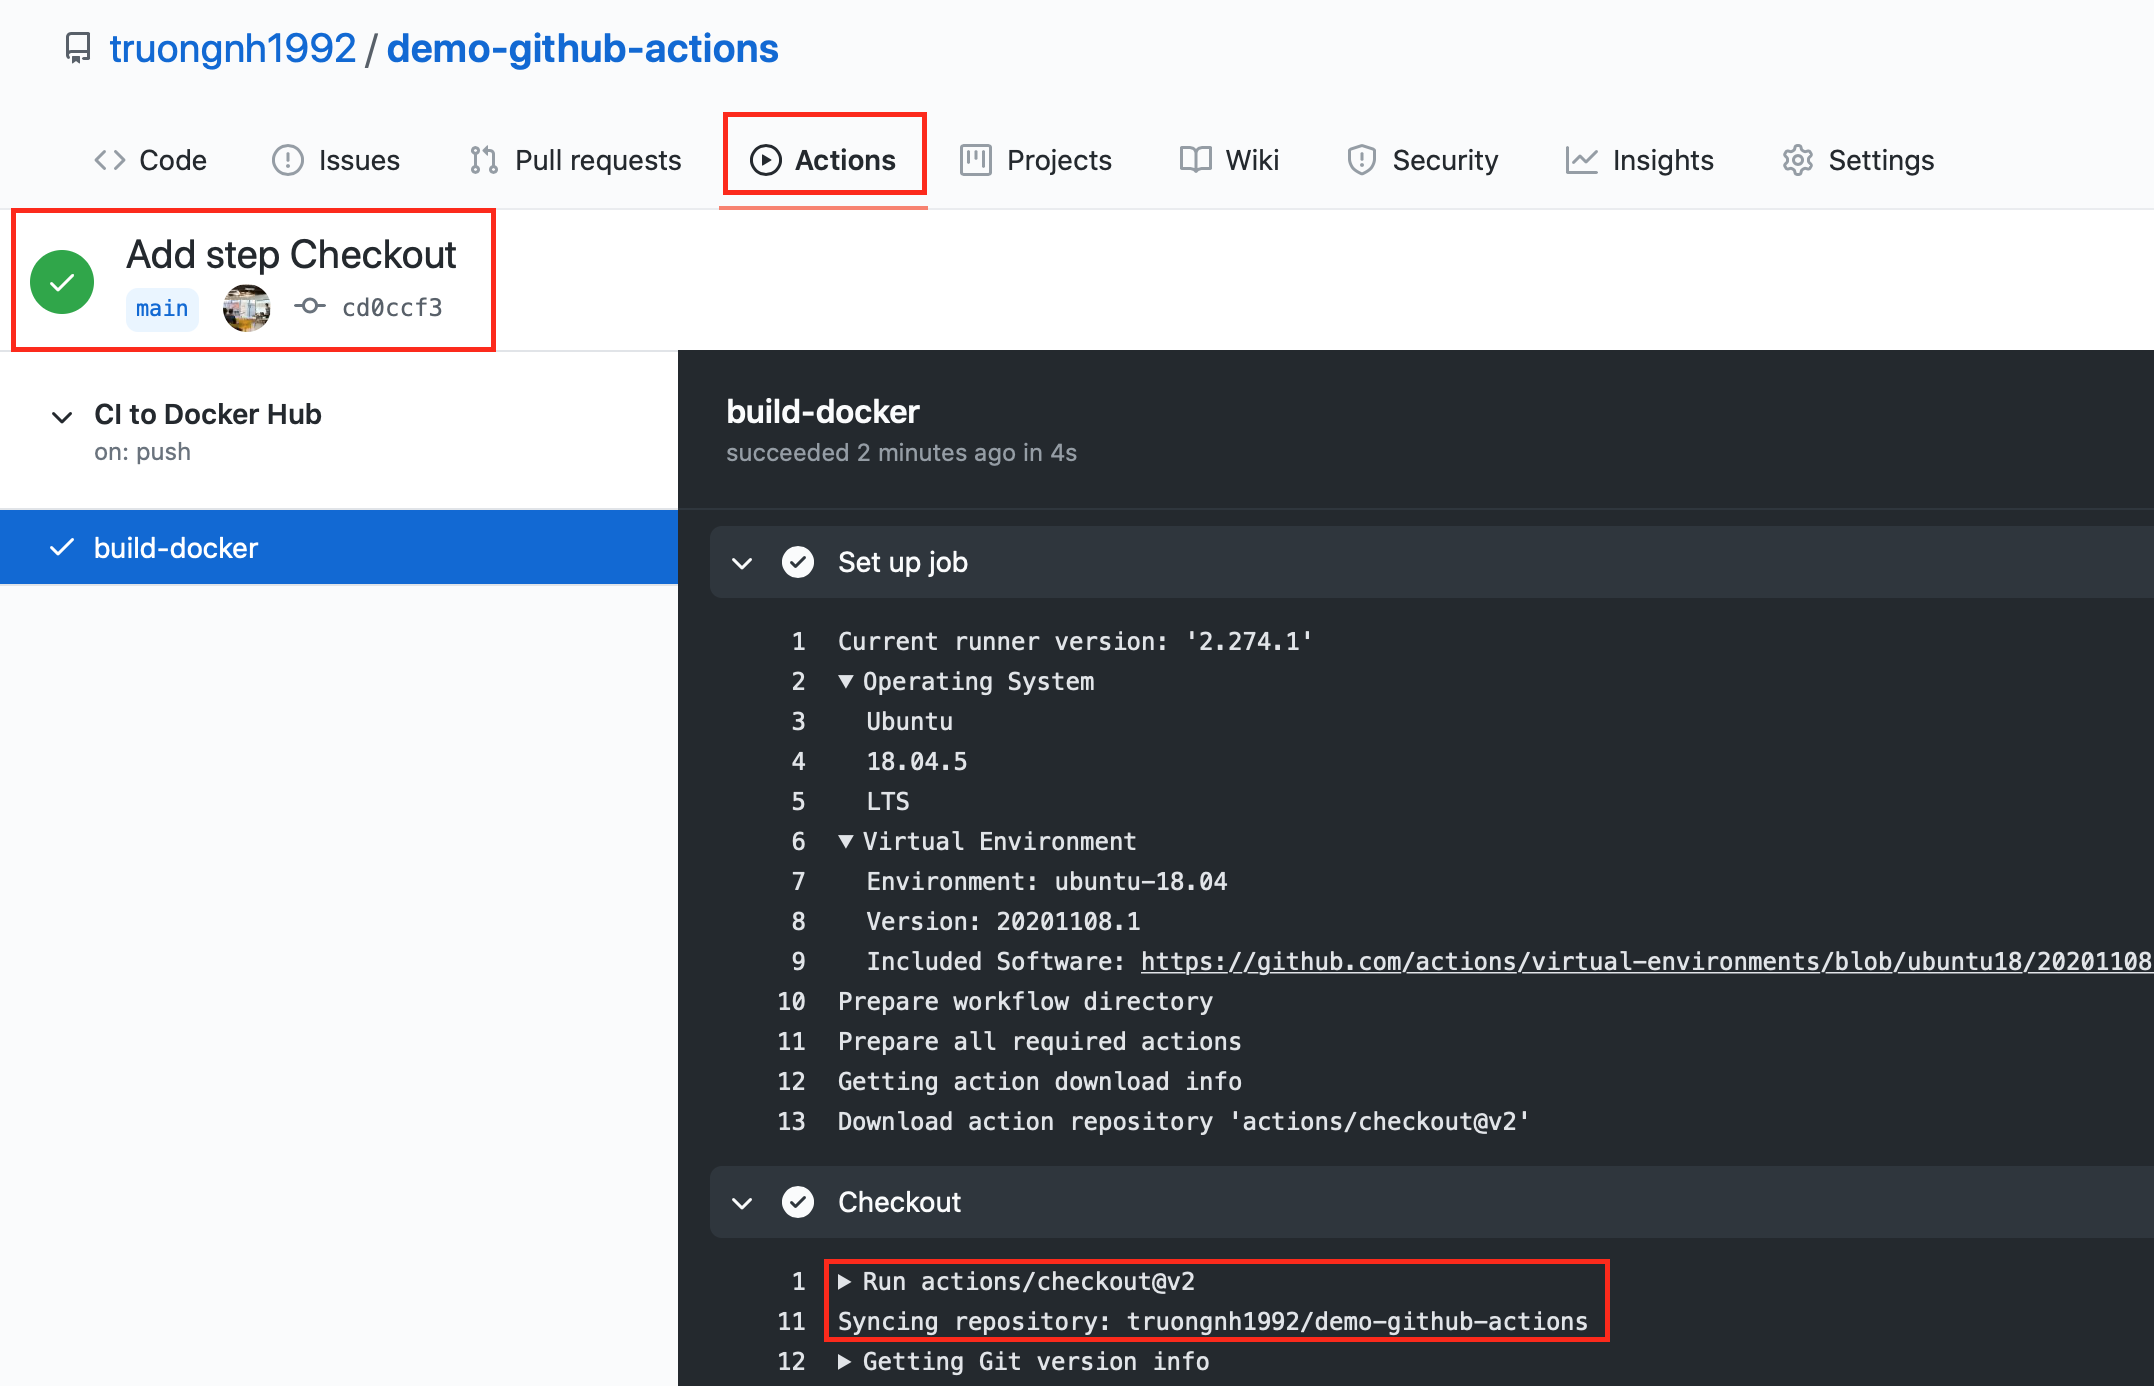 truongnh1992 / demo-github-actions
Code Issues Pull requests Actions Projects Wiki Security Insights Settings
Add step Checkout
main cd0ccf3
CI to Docker Hub
on: push
build-docker
build-docker
succeeded 2 minutes ago in 4s
Set up job
1 Current runner version: '2.274.1'
2 ▼ Operating System
3 Ubuntu
4 18.04.5
5 LTS
6 ▼ Virtual Environment
7 Environment: ubuntu-18.04
8 Version: 20201108.1
9 Included Software: https://github.com/actions/virtual-environments/blob/ubuntu18/20201108
10 Prepare workflow directory
11 Prepare all required actions
12 Getting action download info
13 Download action repository 'actions/checkout@v2'
Checkout
1 ▶ Run actions/checkout@v2
11 Syncing repository: truongnh1992/demo-github-actions
12 ▶ Getting Git version info